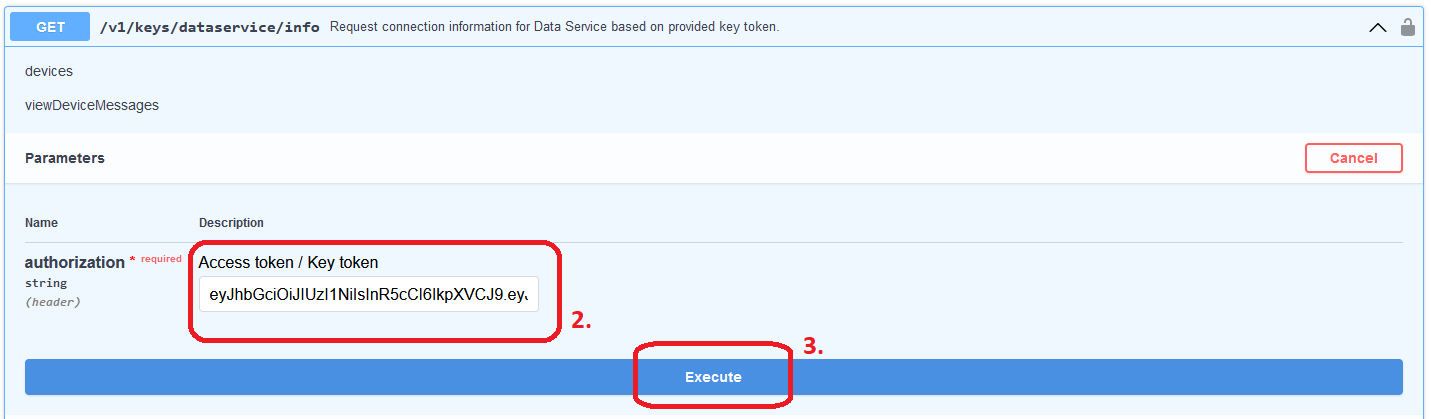 GET /v1/keys/dataservice/info Request connection information for Data Service based on provided key token.
devices
viewDeviceMessages
Parameters Cancel
Name Description
authorization * required Access token / Key token
string
eyJhbGciOiJIUzI1NiIsInR5cCI6IkpXVCJ9.eyJ
(header)
2.
3.
Execute